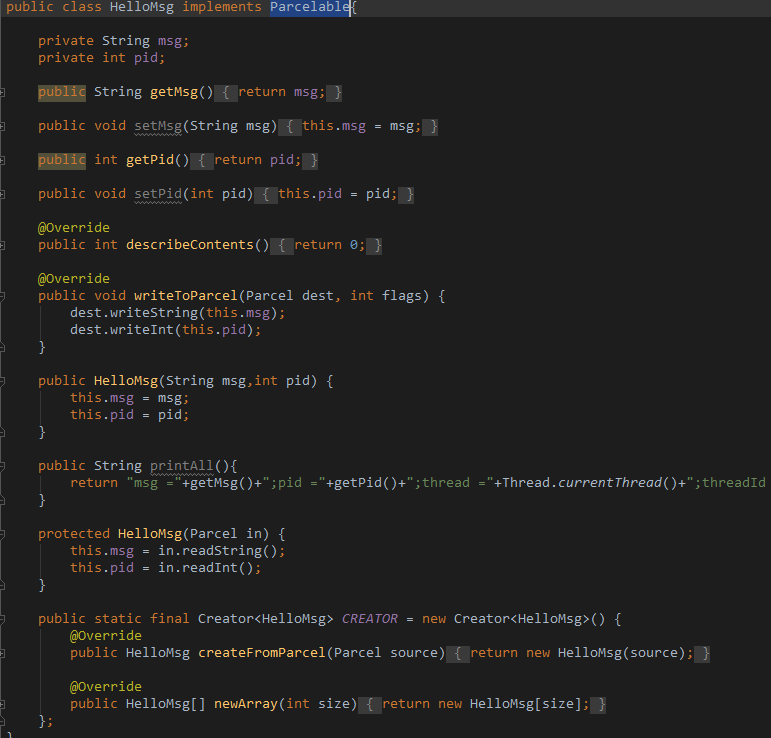 public class HelloMsg implements Parcelable{
private String msg;
private int pid;
public String getMsg() { return msg; }
public void setMsg(String msg) { this.msg = msg; }
public int getPid() { return pid; }
public void setPid(int pid) { this.pid = pid; }
@Override
public int describeContents() { return 0; }
@Override
public void writeToParcel(Parcel dest, int flags) {
dest.writeString(this.msg);
dest.writeInt(this.pid);
}
public HelloMsg(String msg,int pid) {
this.msg = msg;
this.pid = pid;
}
public String printAll(){
return "msg ="+getMsg()+";pid ="+getPid()+";thread ="+Thread.currentThread()+";threadId
}
protected HelloMsg(Parcel in) {
this.msg = in.readString();
this.pid = in.readInt();
}
public static final Creator<HelloMsg> CREATOR = new Creator<HelloMsg>() {
@Override
public HelloMsg createFromParcel(Parcel source) { return new HelloMsg(source); }
@Override
public HelloMsg[] newArray(int size) { return new HelloMsg[size]; }
};